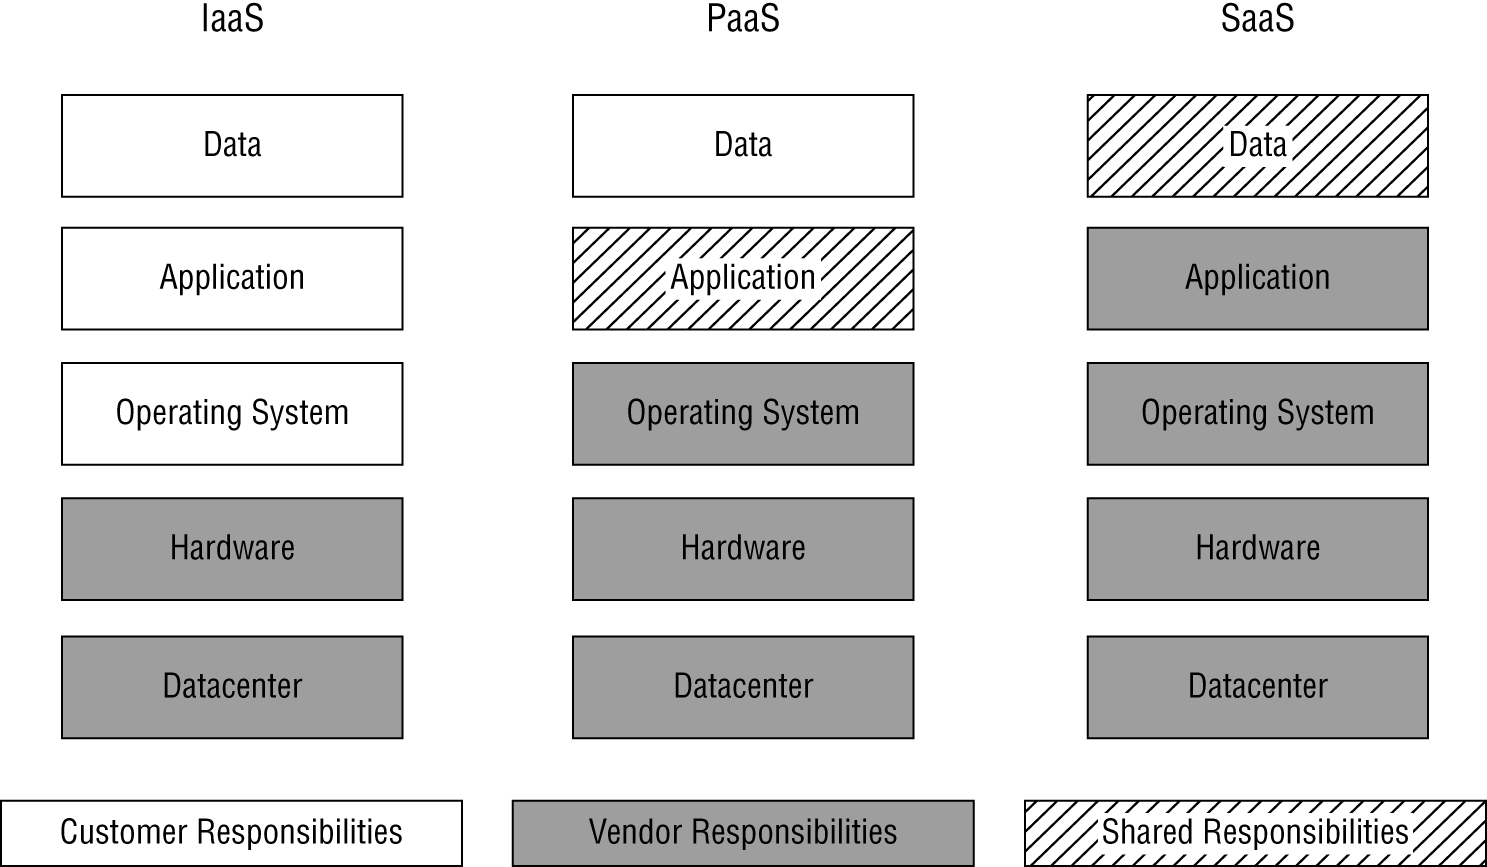 IaaS
PaaS
SaaS
Data
Data
Data
Application
Application
Application
Operating System
Operating System
Operating System
Hardware
Hardware
Hardware
Datacenter
Datacenter
Datacenter
Customer Responsibilities
Vendor Responsibilities
Shared Responsibilities